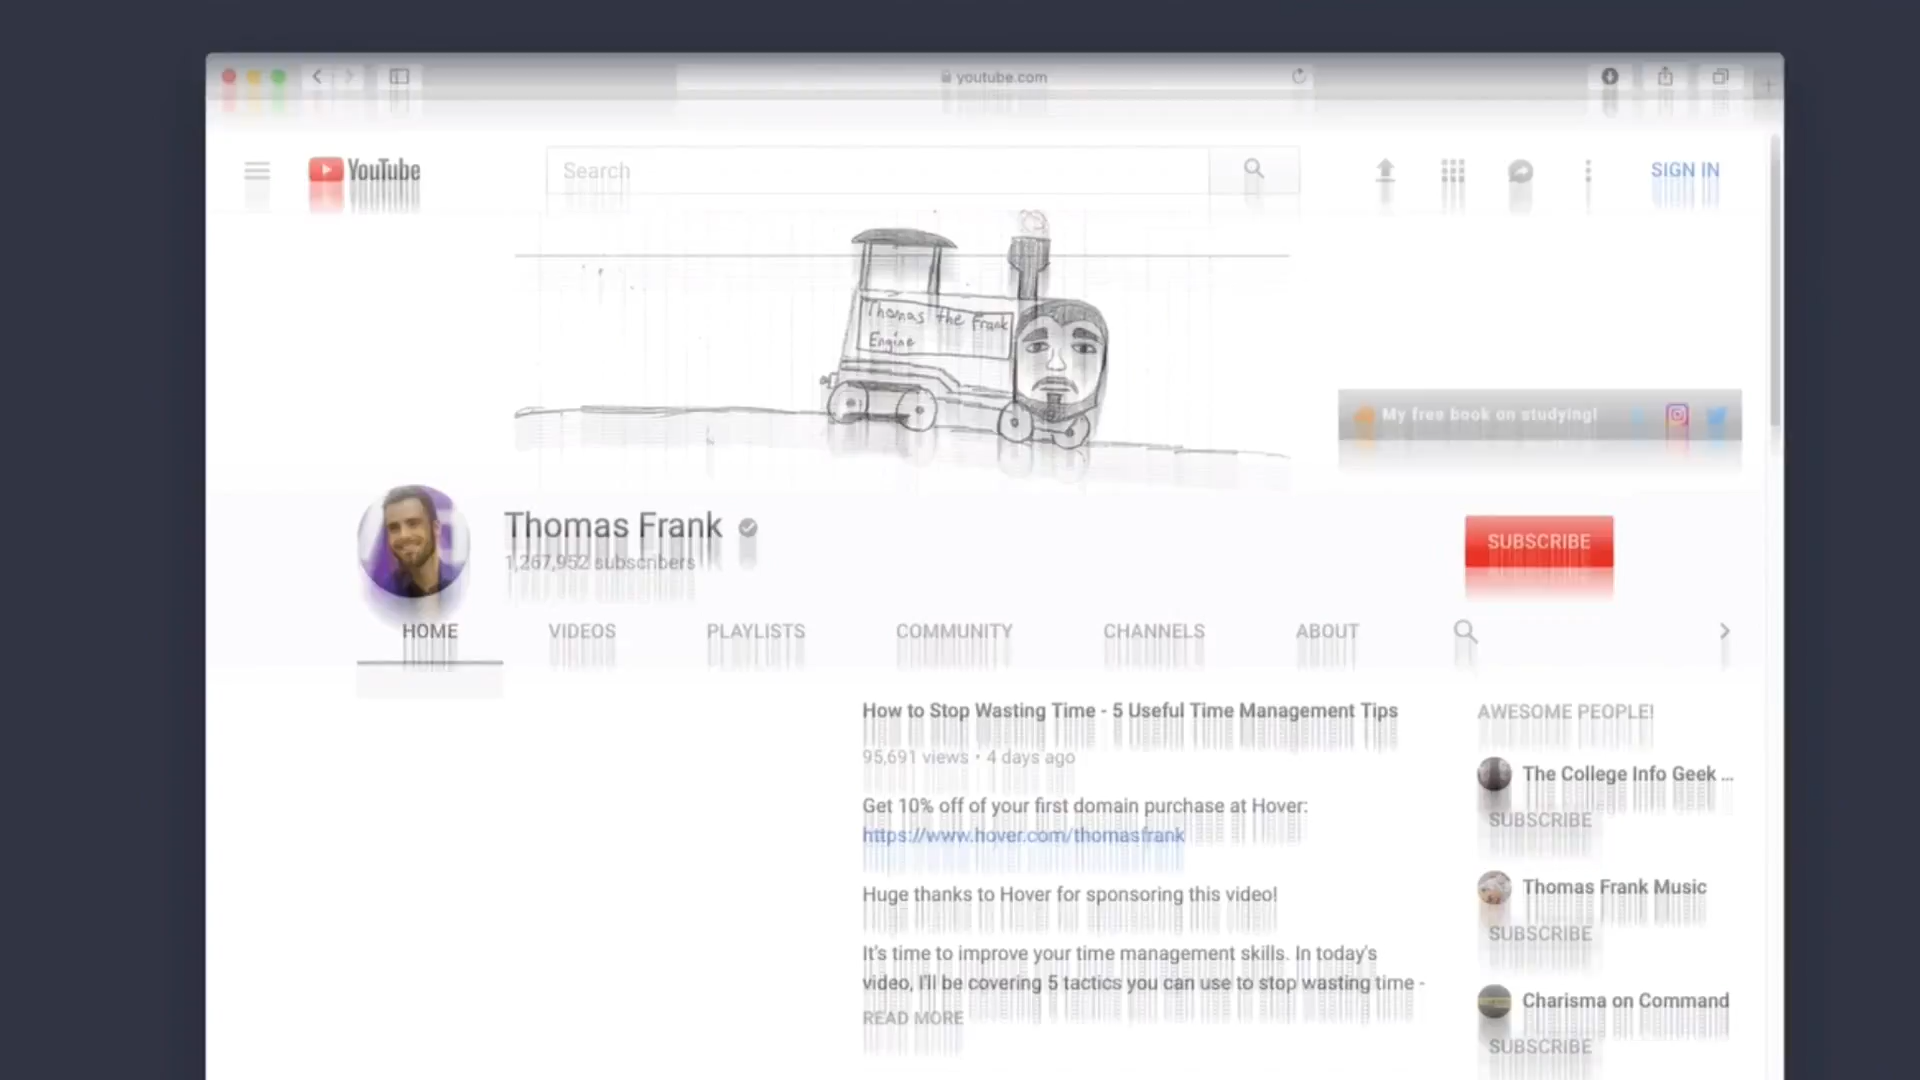 youtube.com
YouTube
Search
SIGN IN
Thomas the Frank
Engine
My free book on studying!
Thomas Frank
1,267,952 subscribers
SUBSCRIBE
HOME VIDEOS PLAYLISTS COMMUNITY CHANNELS ABOUT
How to Stop Wasting Time - 5 Useful Time Management Tips
95,691 views • 4 days ago
Get 10% off of your first domain purchase at Hover:
https://www.hover.com/thomasfrank
Huge thanks to Hover for sponsoring this video!
It's time to improve your time management skills. In today's
video, I'll be covering 5 tactics you can use to stop wasting time -
READ MORE
AWESOME PEOPLE!
The College Info Geek ...
SUBSCRIBE
Thomas Frank Music
SUBSCRIBE
Charisma on Command
SUBSCRIBE